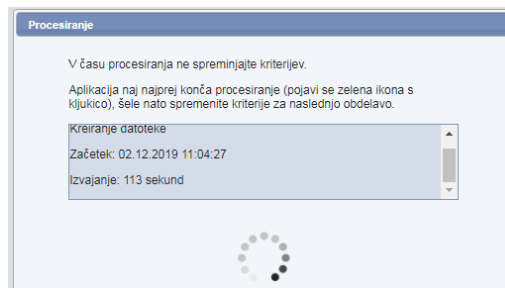 Procesiranje
V času procesiranja ne spreminjajte kriterijev.
Aplikacija naj najprej konča procesiranje (pojavi se zelena ikona s
kljukico), šele nato spremenite kriterije za naslednjo obdelavo.
Kreiranje datoteke
Začetek: 02.12.2019 11:04:27
Izvajanje: 113 sekund